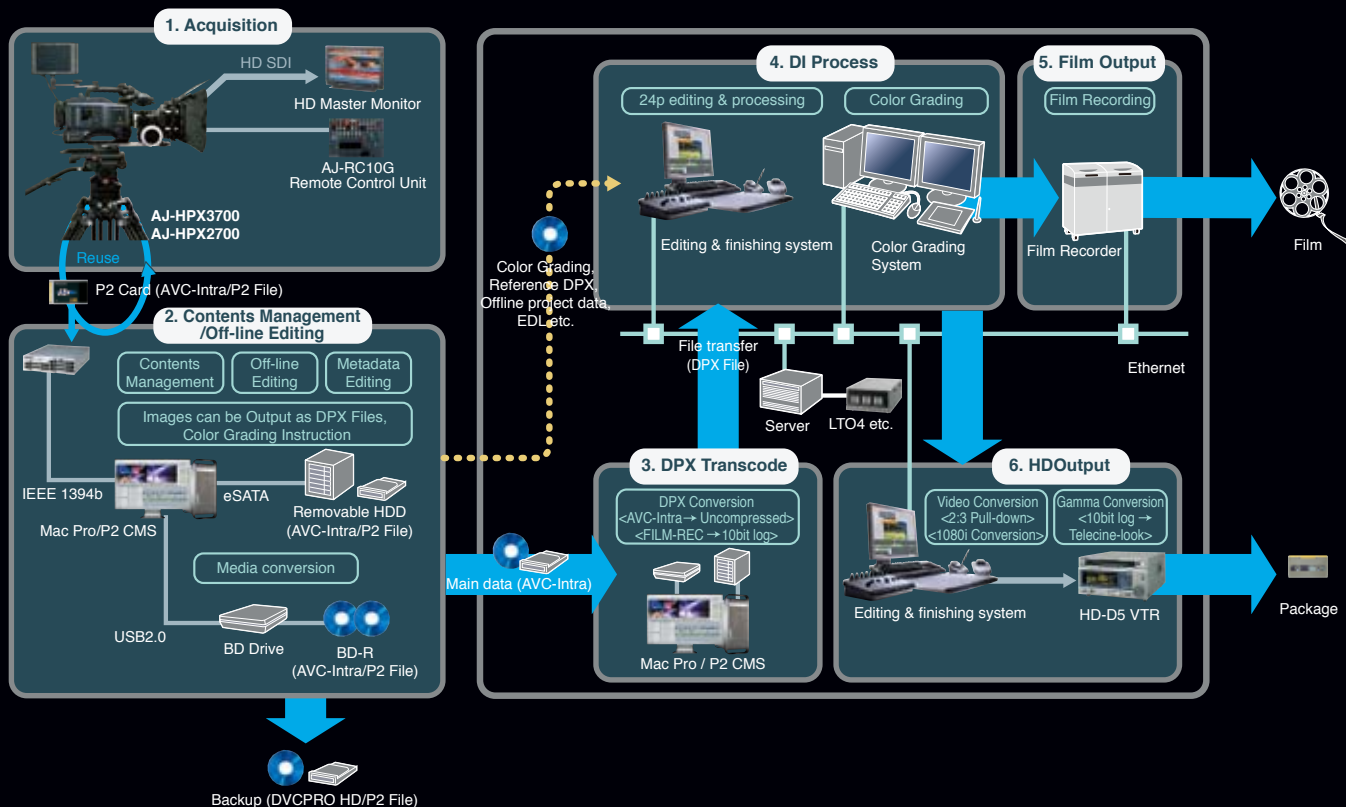 1. Acquisition
HD SDI
HD Master Monitor
AJ-RC10G
Remote Control Unit
AJ-HPX3700
AJ-HPX2700
Reuse
P2 Card (AVC-Intra/P2 File)
2. Contents Management
/Off-line Editing
Contents
Management
Off-line
Editing
Metadata
Editing
Images can be Output as DPX Files,
Color Grading Instruction
IEEE 1394b
eSATA
Mac Pro/P2 CMS
Removable HDD
(AVC-Intra/P2 File)
Media conversion
USB2.0
BD Drive
BD-R
(AVC-Intra/P2 File)
Backup (DVCPRO HD/P2 File)
Color Grading,
Reference DPX,
Offline project data,
EDL etc.
Main data (AVC-Intra)
3. DPX Transcode
DPX Conversion
<AVC-Intra→ Uncompressed>
<FILM-REC →10bit log>
Mac Pro / P2 CMS
File transfer
(DPX File)
4. DI Process
24p editing & processing
Color Grading
Editing & finishing system
Color Grading
System
5. Film Output
Film Recording
Film Recorder
Film
Ethernet
Server
LTO4 etc.
6. HDOutput
Video Conversion
<2:3 Pull-down>
<1080i Conversion>
Gamma Conversion
<10bit log →
Telecine-look>
Editing & finishing system
HD-D5 VTR
Package